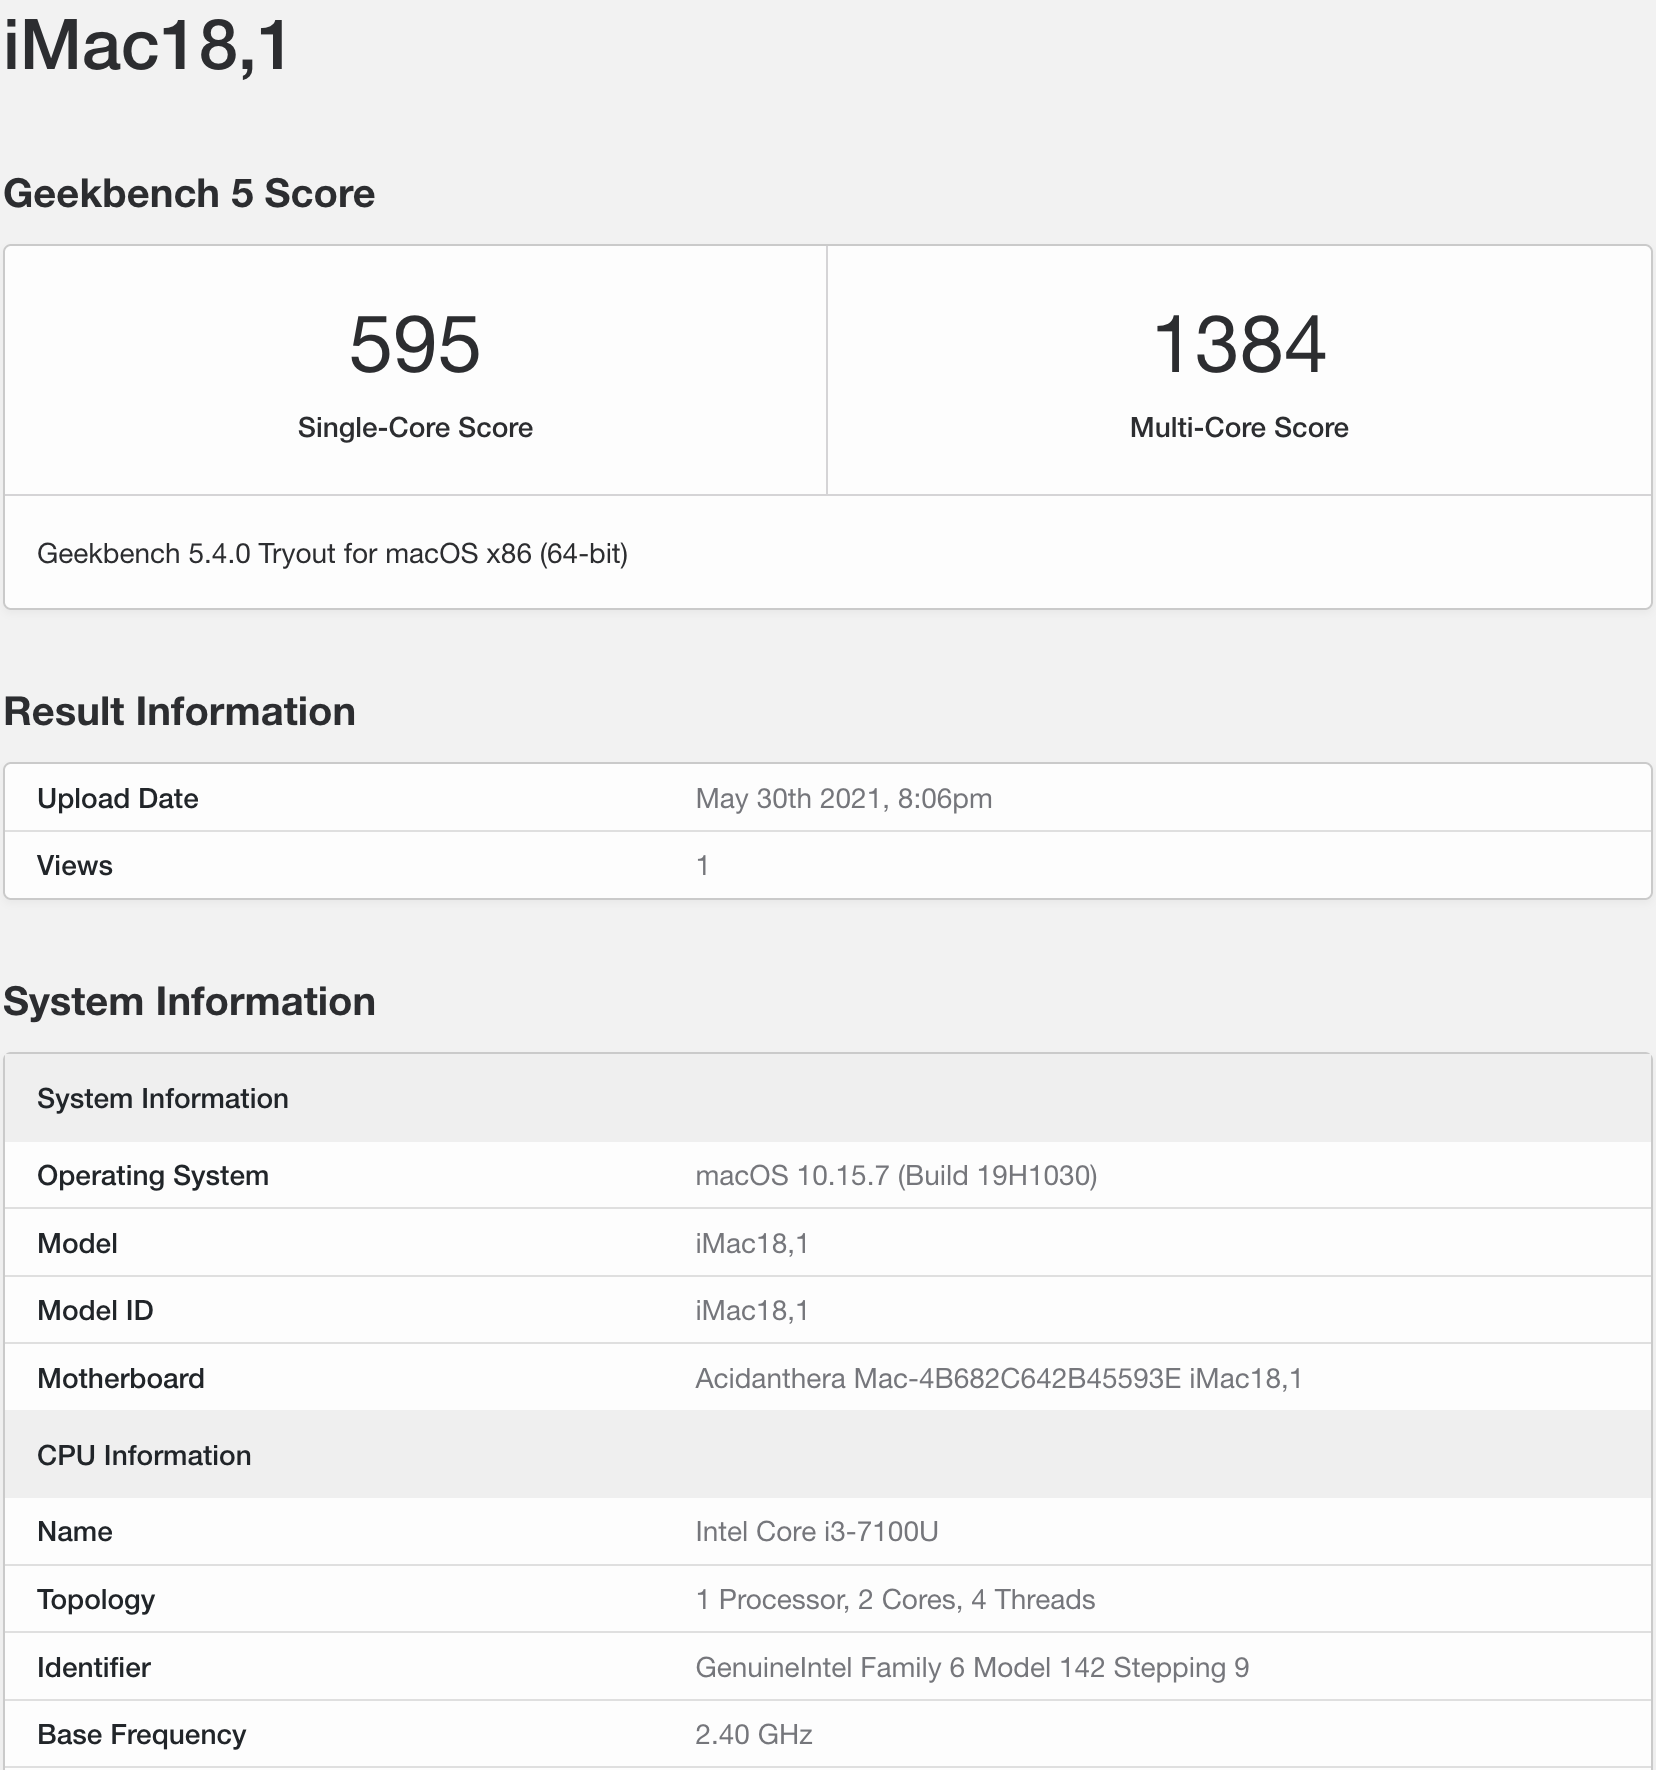 iMac18,1
Geekbench 5 Score
595
Single-Core Score
1384
Multi-Core Score
Geekbench 5.4.0 Tryout for macOS x86 (64-bit)
Result Information
Upload Date May 30th 2021, 8:06pm
Views 1
System Information
System Information
Operating System macOS 10.15.7 (Build 19H1030)
Model iMac18,1
Model ID iMac18,1
Motherboard Acidanthera Mac-4B682C642B45593E iMac18,1
CPU Information
Name Intel Core i3-7100U
Topology 1 Processor, 2 Cores, 4 Threads
Identifier GenuineIntel Family 6 Model 142 Stepping 9
Base Frequency 2.40 GHz